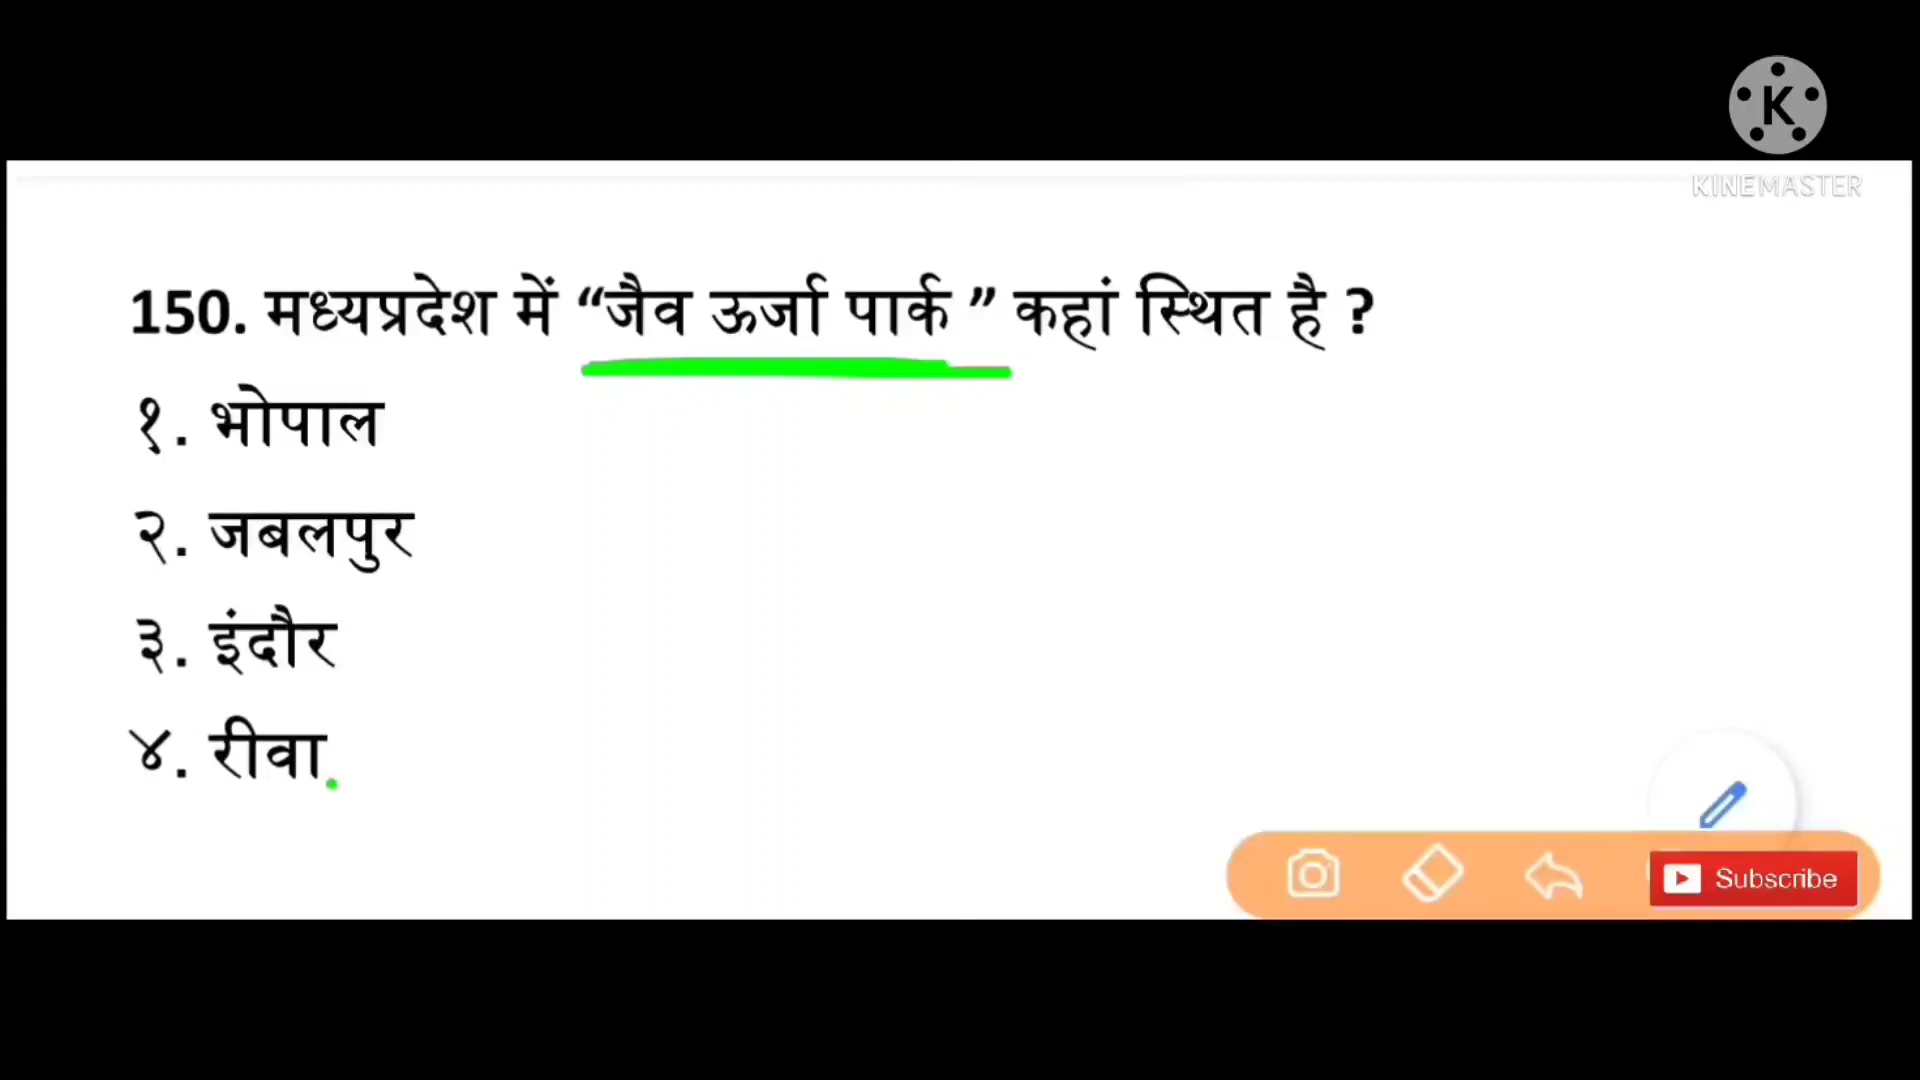 KINEMASTER
150. मध्यप्रदेश में “जैव ऊर्जा पार्क ” कहां स्थित है ?
१. भोपाल
२. जबलपुर
३. इंदौर
४. रीवा
Subscribe